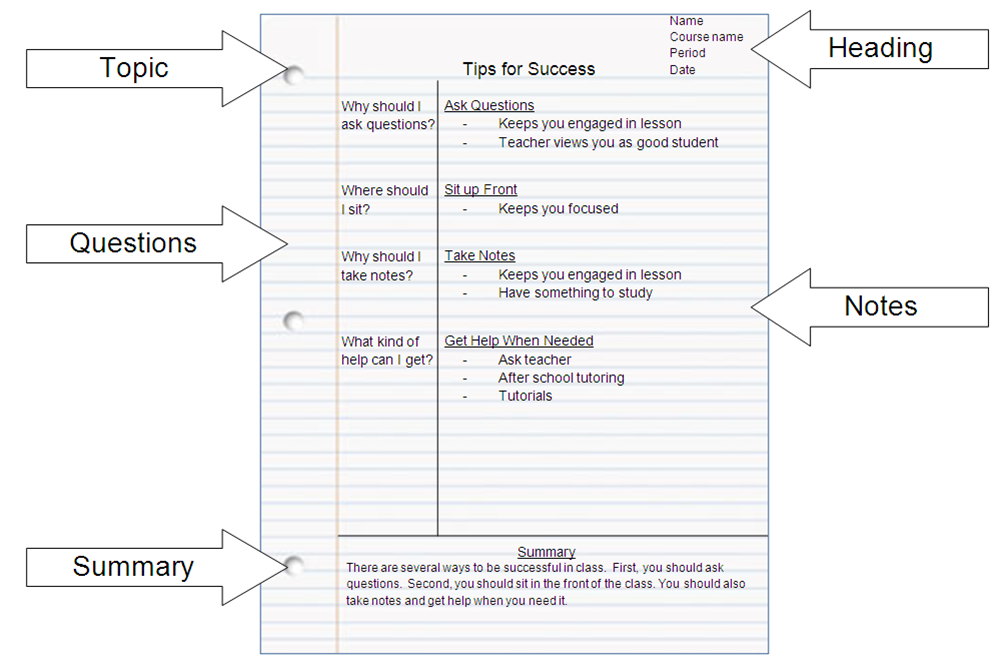 Name
Course name
Heading
Period
Topic
Tips for Success
Date
Why should I
ask questions?
Ask Questions
- Keeps you engaged in lesson
- Teacher views you as good student
Where should
I sit?
Sit up Front
- Keeps you focused
Questions
Why should I
take notes?
Take Notes
- Keeps you engaged in lesson
- Have something to study
Notes
What kind of
help can I get?
Get Help When Needed
- Ask teacher
- After school tutoring
- Tutorials
Summary
Summary
There are several ways to be successful in class. First, you should ask
questions. Second, you should sit in the front of the class. You should also
take notes and get help when you need it.